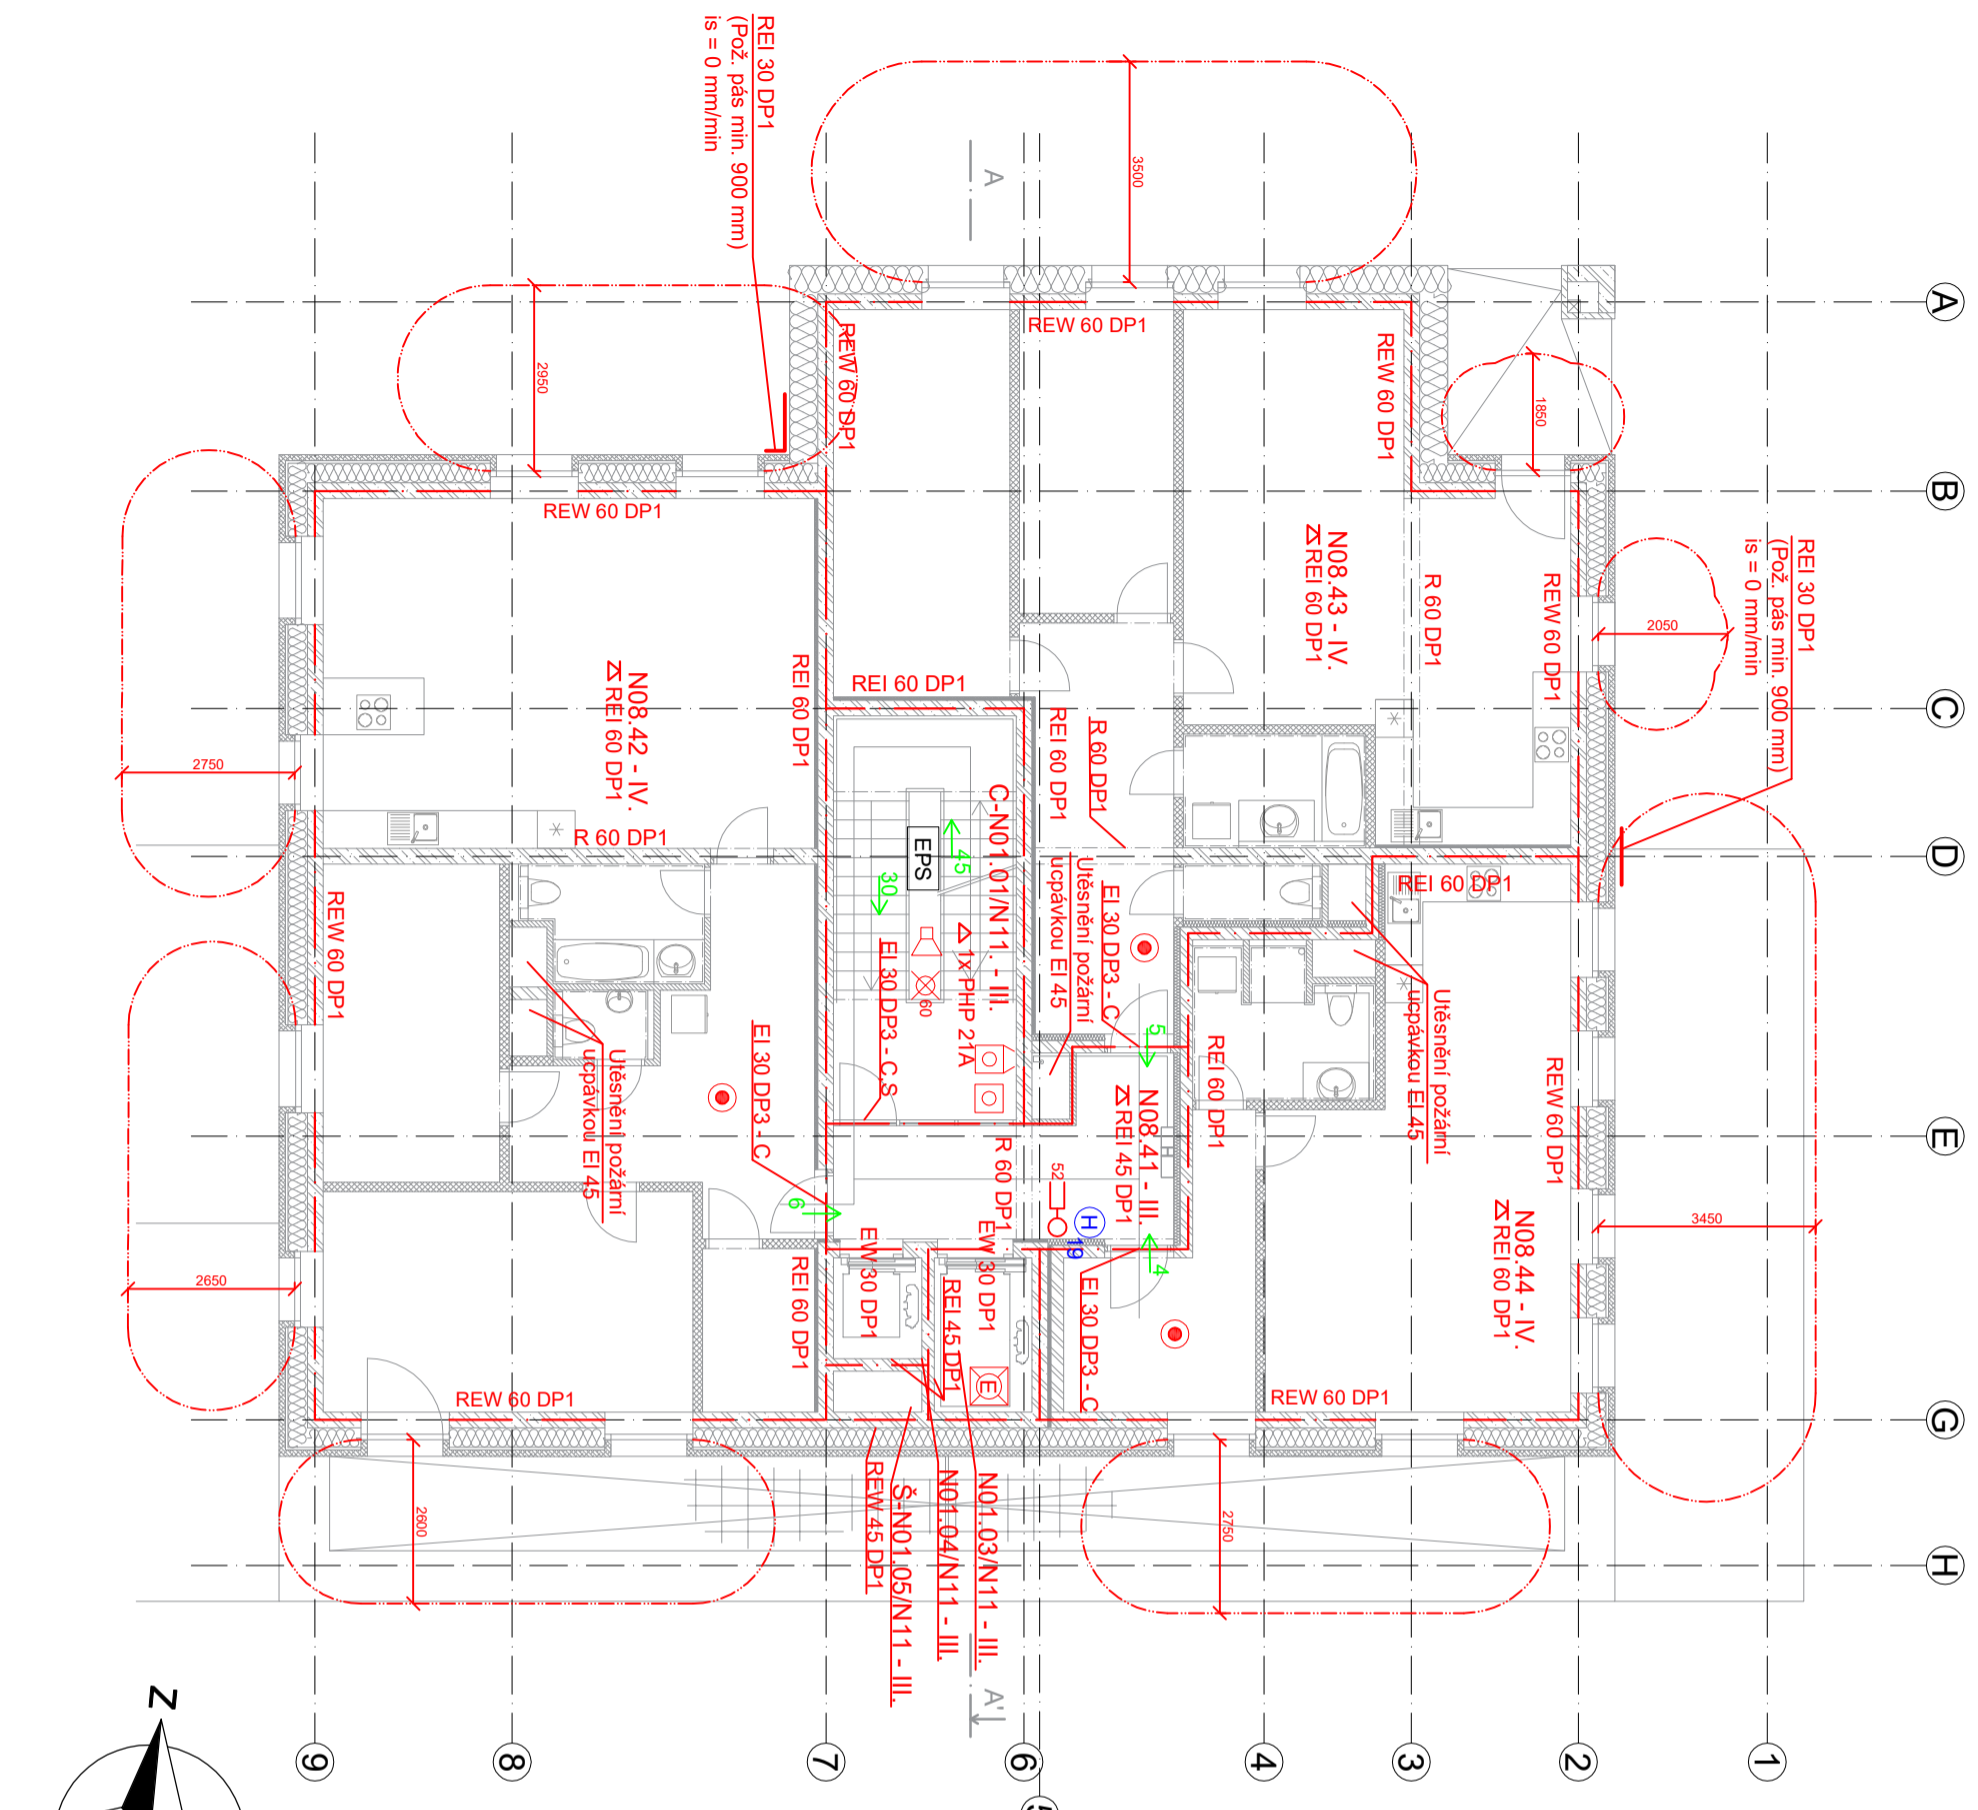 REI 30 DP1
(Pož. pás min. 900 mm)
is = 0 mm/min
3500
A
A
REW 60 DP1
REW 60 DP1
REW 60 DP1
2950
1850
B
REW 60 DP1
N08.43 - IV.
REI 60 DP1
R 60 DP1
REW 60 DP1
2050
REI 30 DP1
(Pož. pás min. 900 mm)
is = 0 mm/min
C
N08.42 - IV.
REI 60 DP1
REI 60 DP1
REI 60 DP1
REI 60 DP1
R 60 DP1
2750
R 60 DP1
C-N01.01/N11. - III.
EPS
45
30
D
REI 60 DP1
Utěsnění požární
ucpávkou EI 45
EI 30 DP3 - C
REW 60 DP1
EI 30 DP3 - C,S
1x PHP 21A
60
Utěsnění požární
ucpávkou EI 45
REI 60 DP1
REW 60 DP1
5
EI 30 DP3 - C
Utěsnění požární
ucpávkou EI 45
N08.41 - III.
REI 45 DP1
E
R 60 DP1
52
H
19
H
6
4
N08.44 - IV.
REI 60 DP1
3450
2650
REI 60 DP1
EW 30 DP1
EW 30 DP1
REI 45 DP1
EI 30 DP3 - C
E
REW 60 DP1
REW 60 DP1
G
2600
REW 45 DP1
Š-N01.05/N11 - III.
N01.04/N11 - III.
N01.03/N11 - III.
2750
H
A'
Z
9
8
7
6
5
4
3
2
1